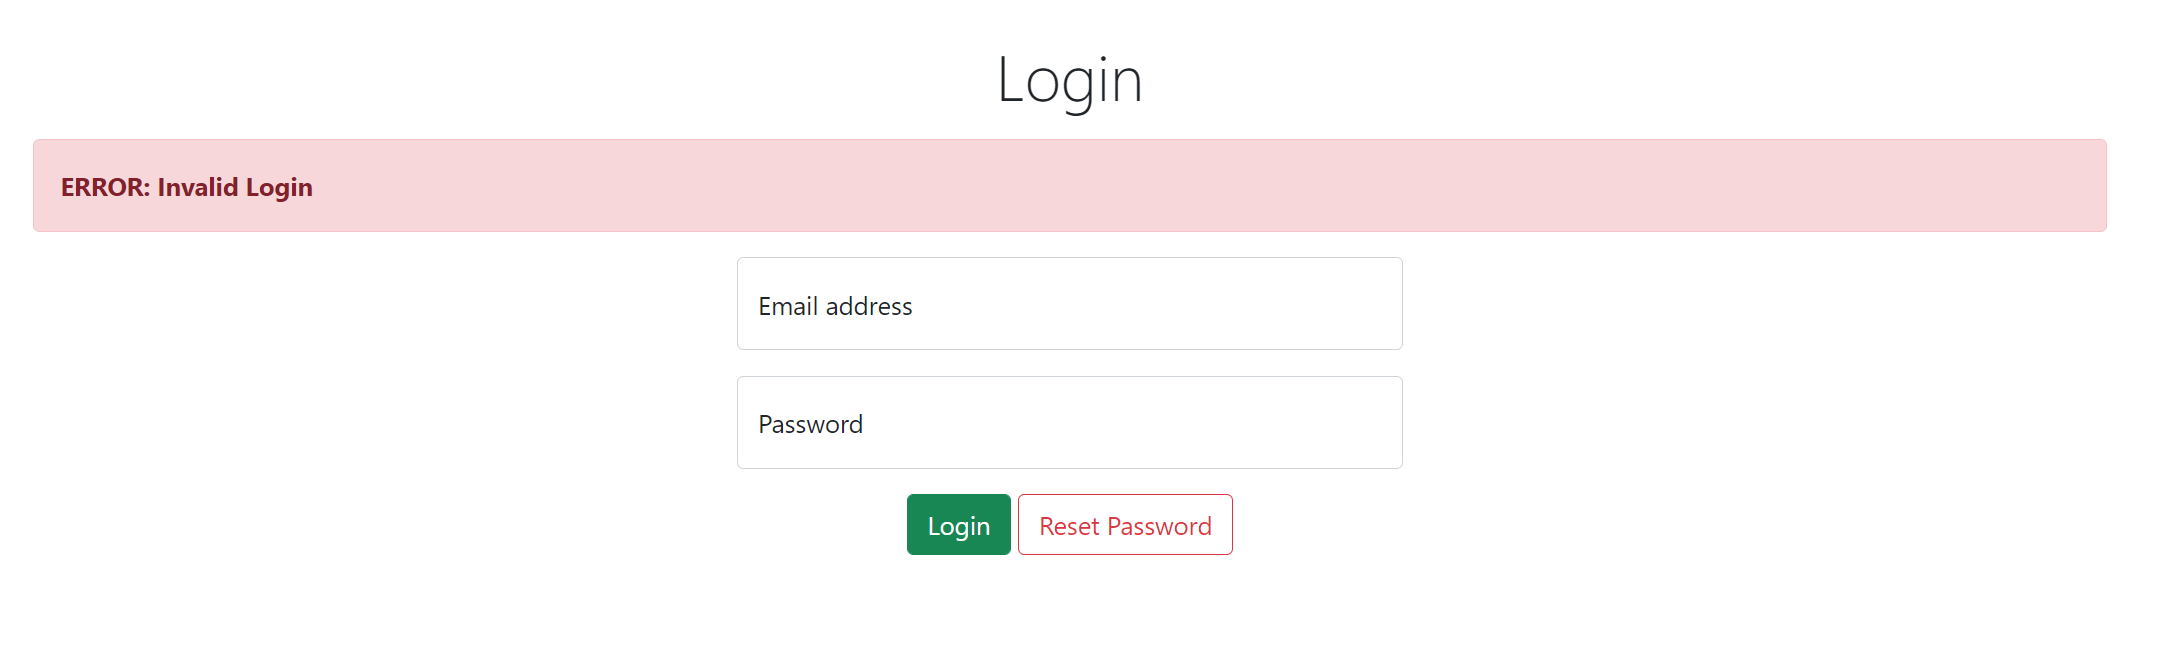 Login
ERROR: Invalid Login
Email address
Password
Login Reset Password